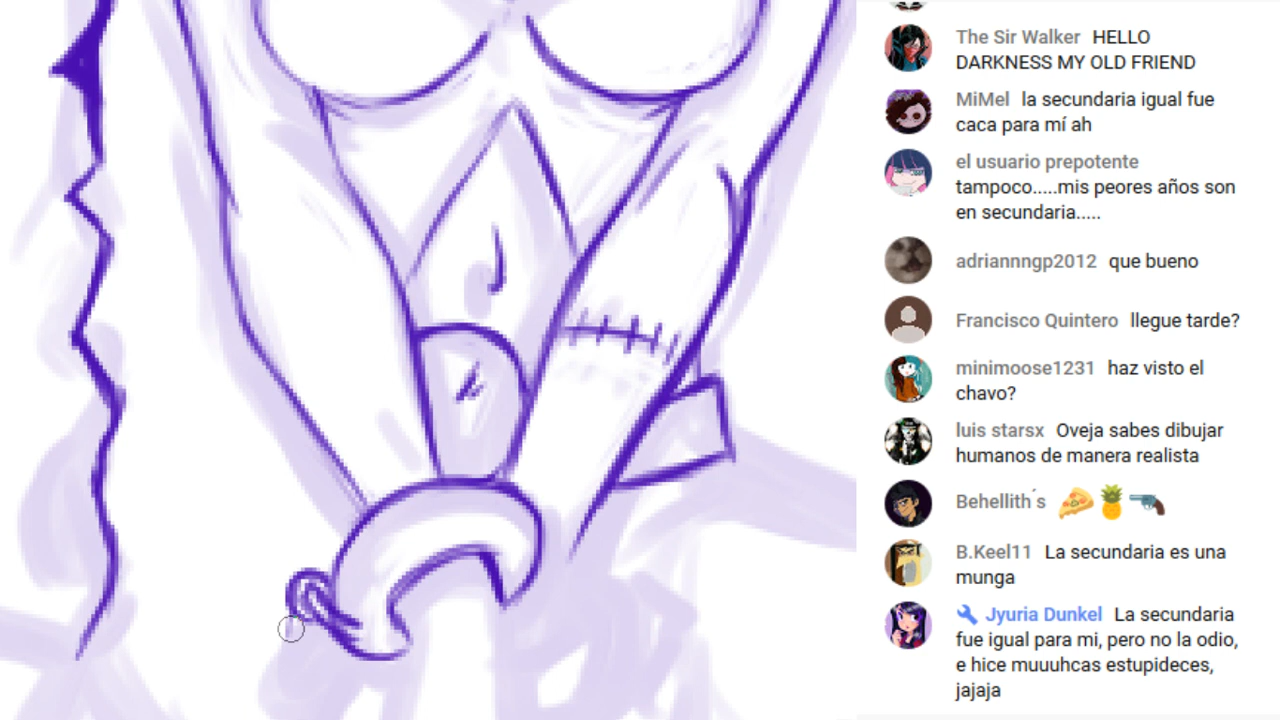 The Sir Walker HELLO
DARKNESS MY OLD FRIEND
MiMel la secundaria igual fue
caca para mí ah
el usuario prepotente
tampoco.....mis peores años son
en secundaria.....
adriannngp2012 que bueno
Francisco Quintero llegue tarde?
minimoose1231 haz visto el
chavo?
luis starsx Oveja sabes dibujar
humanos de manera realista
Behellith´s 🍕🍍🔫
B.Keel11 La secundaria es una
munga
Jyuria Dunkel La secundaria
fue igual para mi, pero no la odio,
e hice muuuhcas estupideces,
jajaja